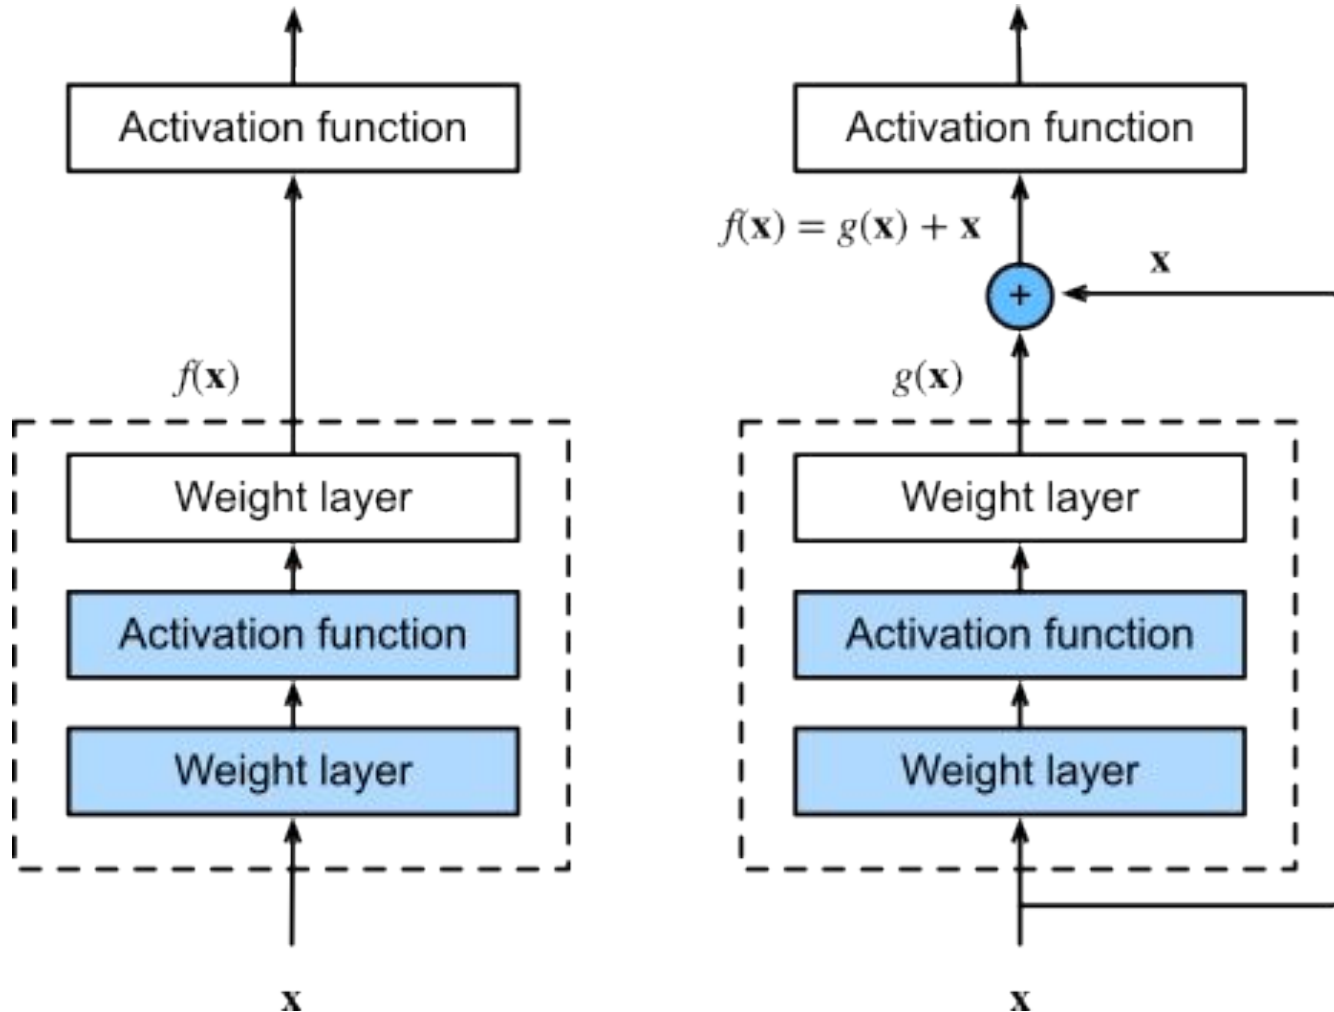 Activation function
f(x)
Weight layer
Activation function
Weight layer
x
Activation function
f(x) = g(x) + x
x
+
g(x)
Weight layer
Activation function
Weight layer
x